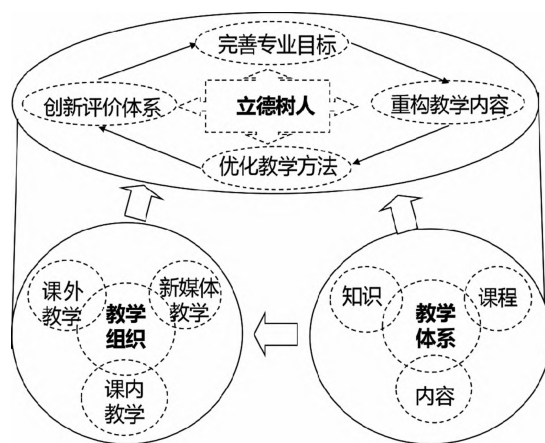 完善专业目标
创新评价体系
立德树人
重构教学内容
优化教学方法
课外
教学
新媒体
教学
教学
组织
课内
教学
知识
课程
教学
体系
内容